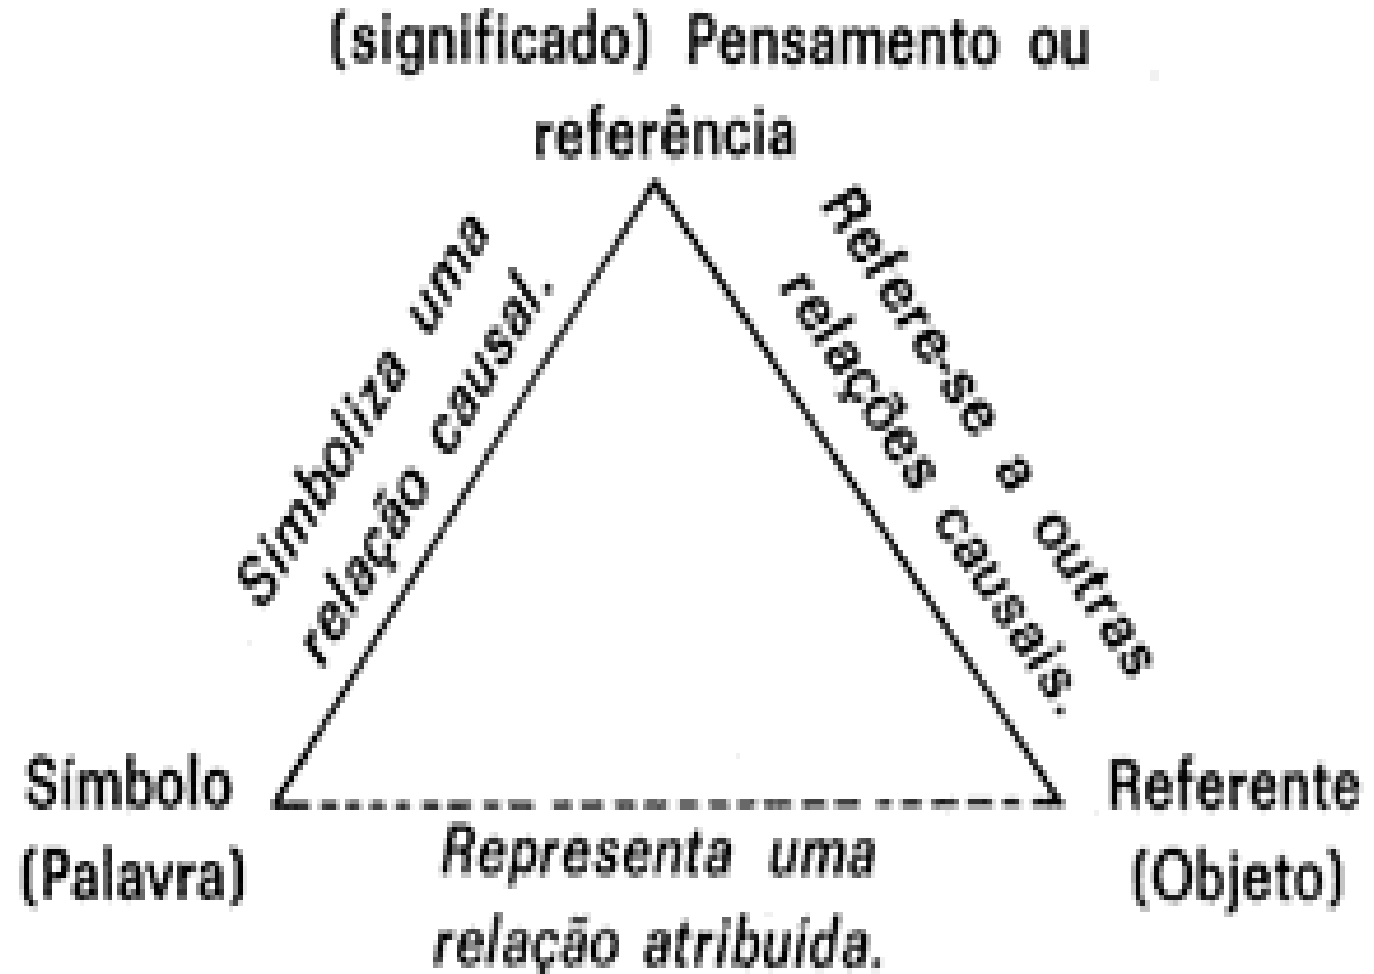 (significado) Pensamento ou
referência
Simboliza uma
relação causal.
Refere-se a outras
relações causais.
Símbolo
(Palavra)
Referente
(Objeto)
Representa uma
relação atribuída.